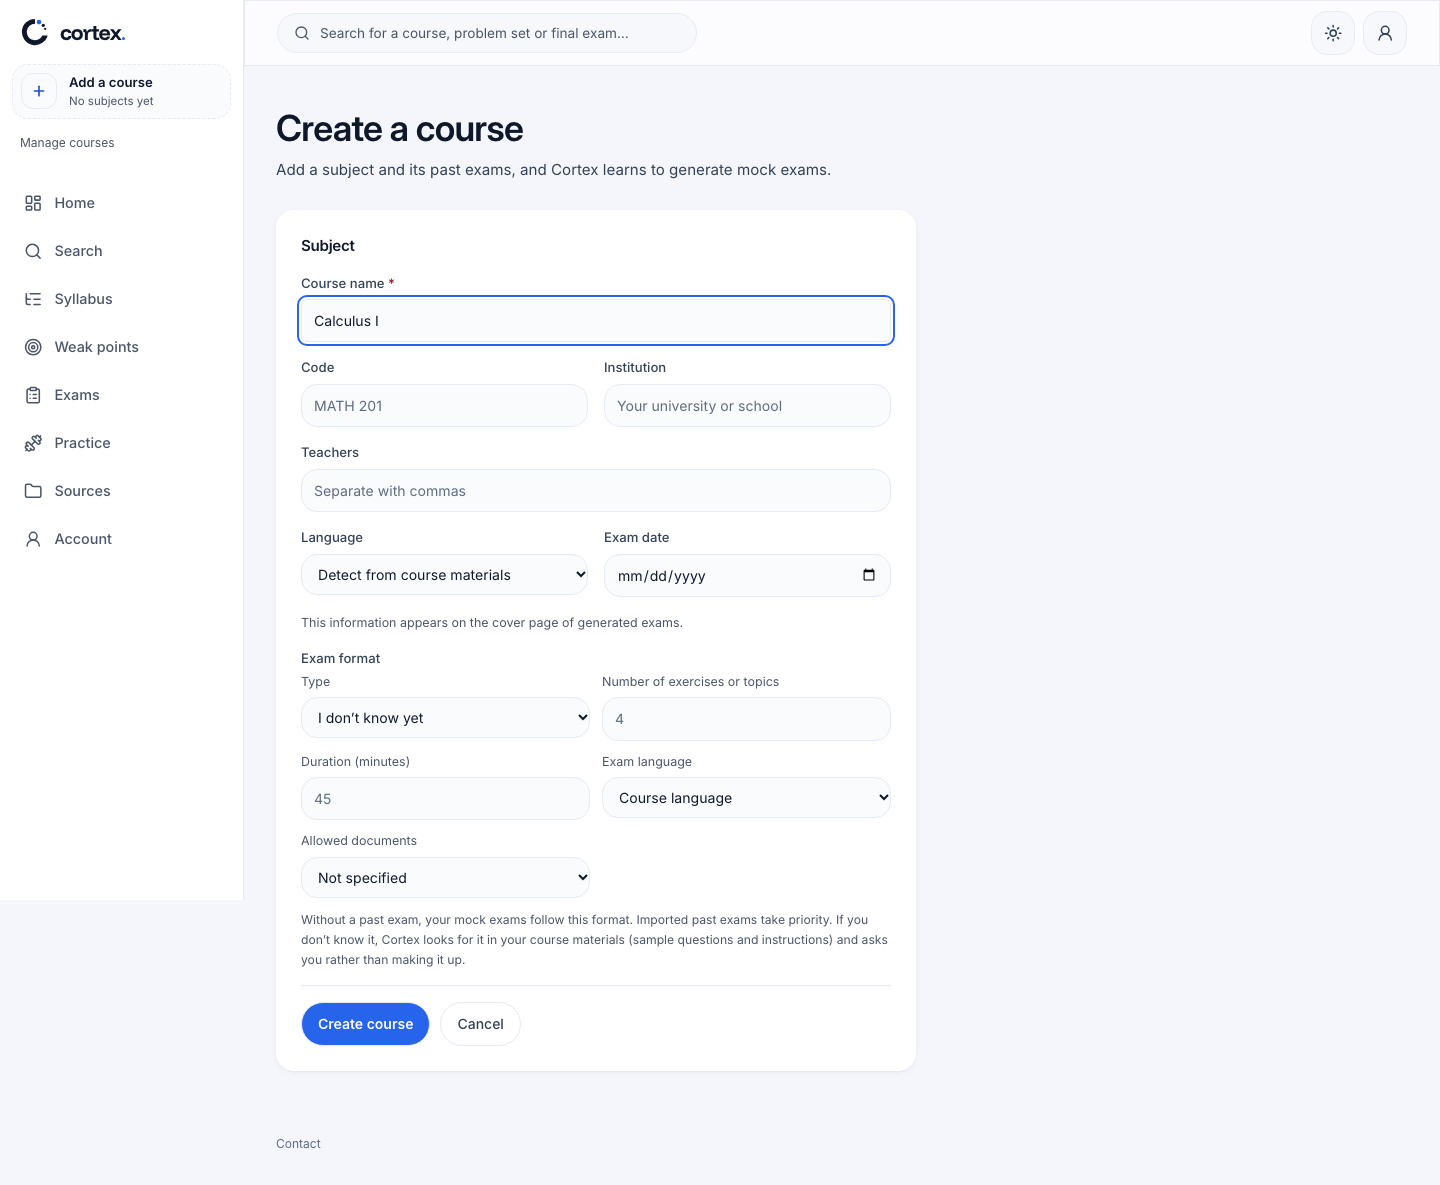 cortex.
Search for a course, problem set or final exam...
Add a course
No subjects yet
Manage courses
Home
Search
Syllabus
Weak points
Exams
Practice
Sources
Account
Create a course
Add a subject and its past exams, and Cortex learns to generate mock exams.
Subject
Course name *
Calculus I
Code
Institution
MATH 201
Your university or school
Teachers
Separate with commas
Language
Exam date
Detect from course materials
mm/dd/yyyy
This information appears on the cover page of generated exams.
Exam format
Type
Number of exercises or topics
I don’t know yet
4
Duration (minutes)
Exam language
45
Course language
Allowed documents
Not specified
Without a past exam, your mock exams follow this format. Imported past exams take priority. If you
don’t know it, Cortex looks for it in your course materials (sample questions and instructions) and asks
you rather than making it up.
Create course
Cancel
Contact